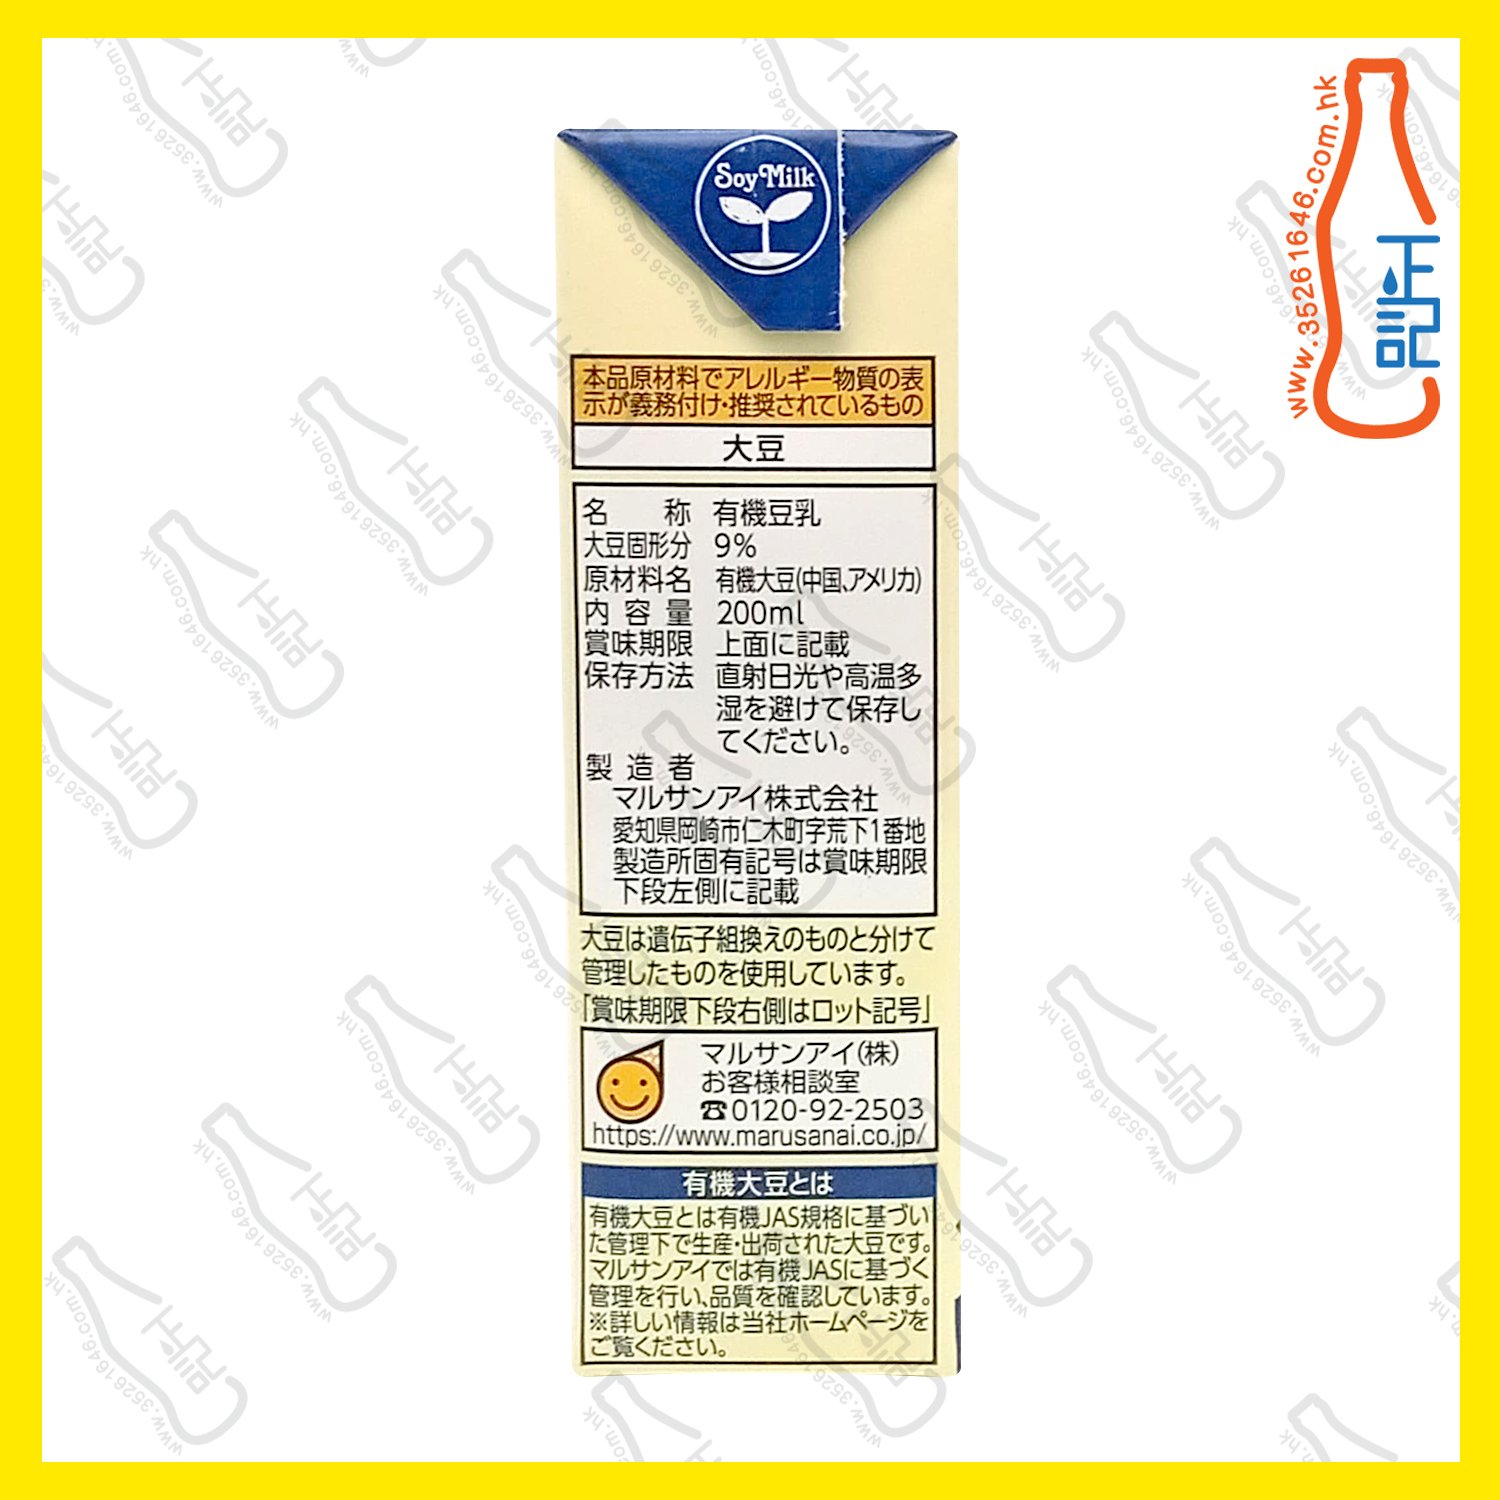 www.35261646.com.hk
正記
Soy Milk
本品原材料でアレルギー物質の表
示が義務付け・推奨されているもの
大豆
名 称 有機豆乳
大豆固形分 9%
原材料名 有機大豆(中国、アメリカ)
内容量 200ml
賞味期限 上面に記載
保存方法 直射日光や高温多
湿を避けて保存し
てください。
製造者
マルサンアイ株式会社
愛知県岡崎市仁木町字荒下1番地
製造所固有記号は賞味期限
下段左側に記載
大豆は遺伝子組換えのものと分けて
管理したものを使用しています。
「賞味期限下段右側はロット記号」
マルサンアイ(株)
お客様相談室
☎0120-92-2503
https://www.marusanai.co.jp/
有機大豆とは
有機大豆とは有機JAS規格に基づい
た管理下で生産・出荷された大豆です。
マルサンアイでは有機JASに基づく
管理を行い、品質を確認しています。
※詳しい情報は当社ホームページを
ご覧ください。